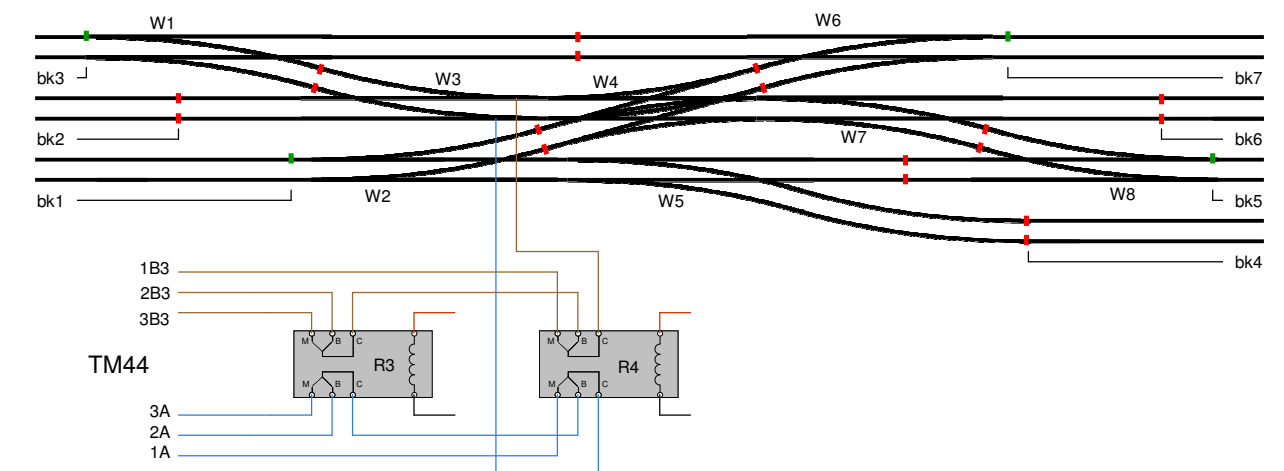 W1 W6
bk3 W3 W4 bk7
bk2 W7 bk6
bk1 W2 W5 W8 bk5
bk4
1B3
2B3
3B3
M B C M B C
TM44 R3 R4
M B C M B C
3A
2A
1A